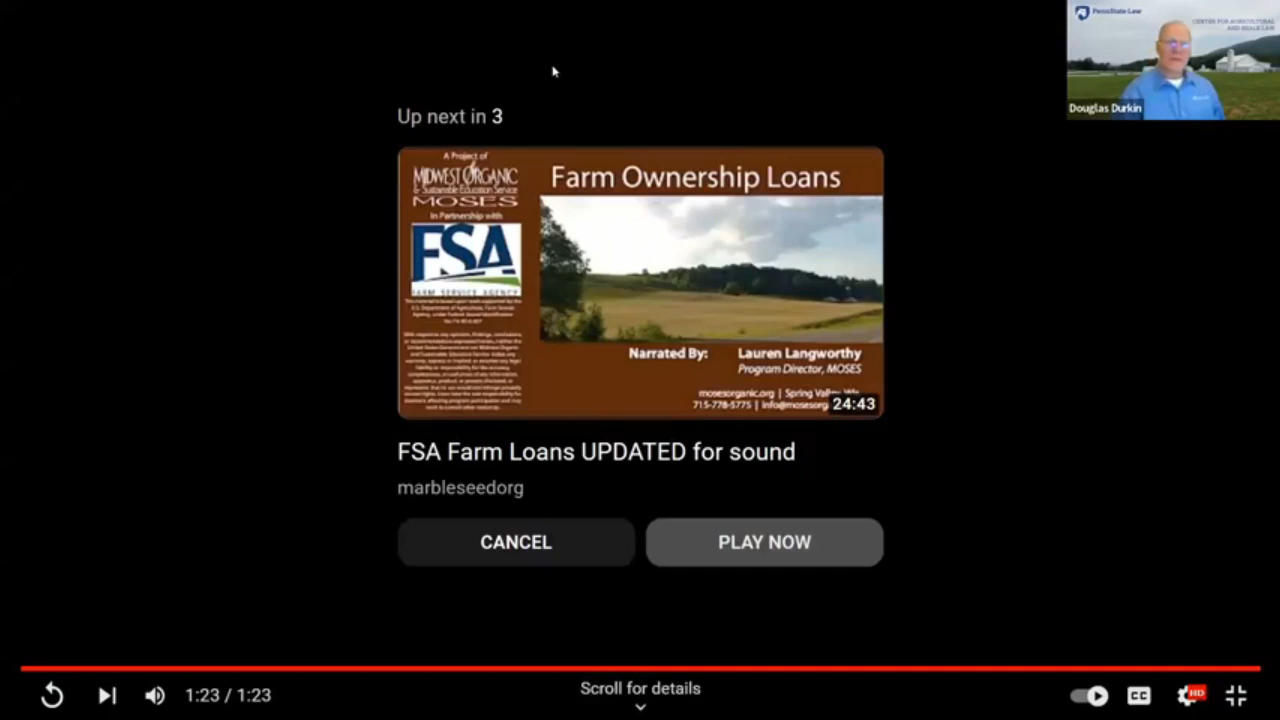 PennState Law
CENTER FOR AGRICULTURAL
AND SHALE LAW
Douglas Durkin
Up next in 3
A Project of
MIDWEST ORGANIC
& Sustainable Education Service
MOSES
In Partnership with
FSA
FARM SERVICE AGENCY
Farm Ownership Loans
Narrated By: Lauren Langworthy
Program Director, MOSES
mosesorganic.org | Spring Valley,
715-778-5775 |
24:43
FSA Farm Loans UPDATED for sound
marbleseedorg
CANCEL
PLAY NOW
1:23 / 1:23
Scroll for details
CC
HD